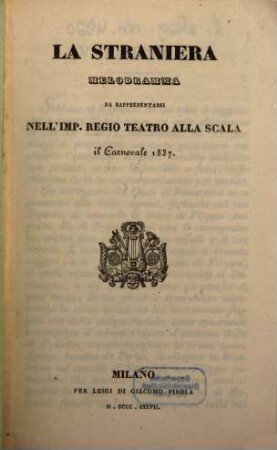 LA STRANIERA
MELODRAMMA
DA RAPPRESENTARSI
NELL'IMP. REGIO TEATRO ALLA SCALA
il Carnovale 1837.
MILANO
PER LUIGI DI GIACOMO PIROLA
M . DCCC . XXXVII.